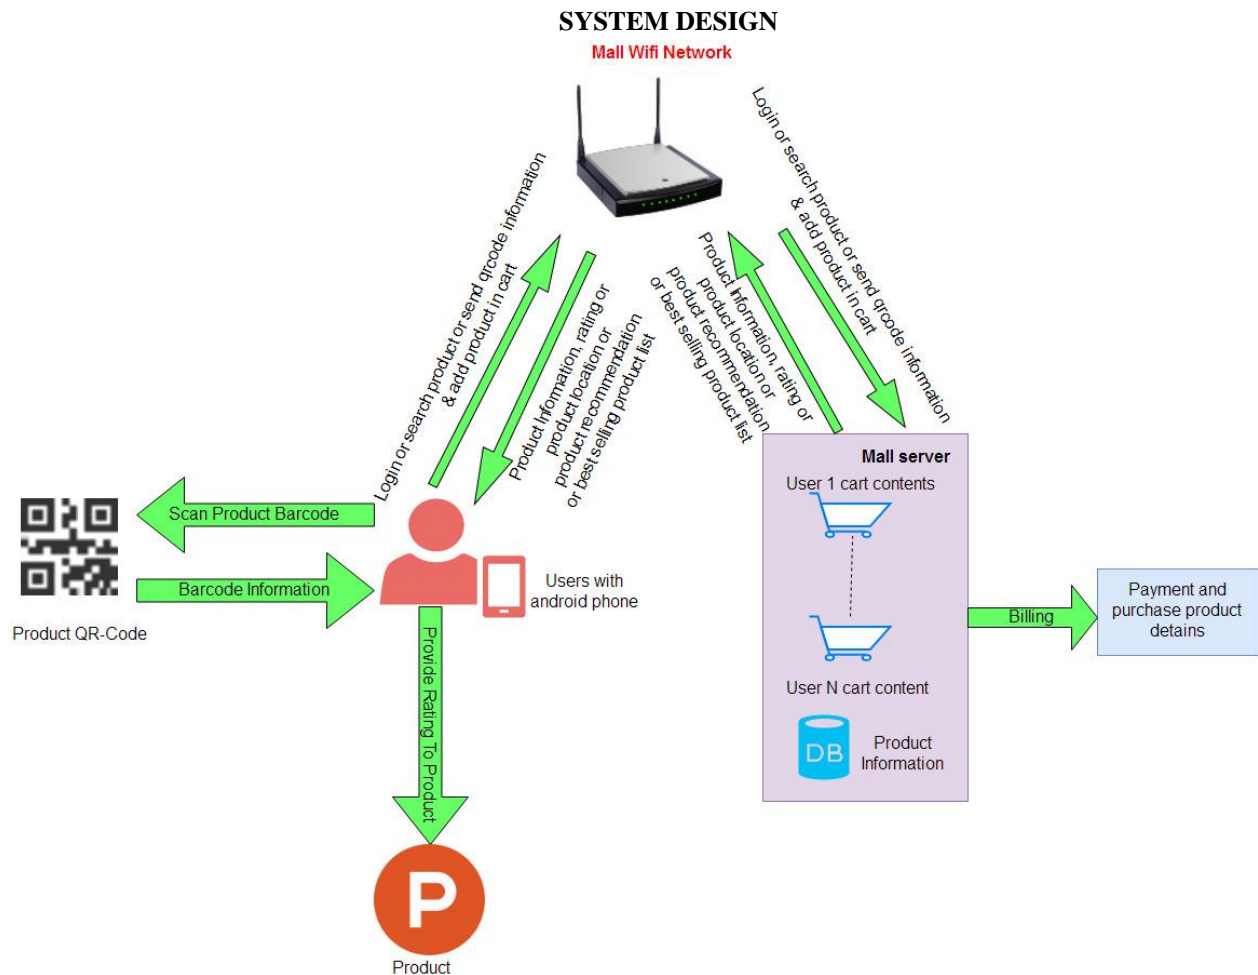 SYSTEM DESIGN
Mall Wifi Network
Login or search product or send qrcode information
& add product in cart
Product Information, rating or
product location or
product recommendation
or best selling product list
Product Information, rating or
product location or
product recommendation
or best selling product list
Login or search product or send qrcode information
& add product in cart
Scan Product Barcode
Barcode Information
Product QR-Code
Users with
android phone
Provide Rating To Product
P
Product
Mall server
User 1 cart contents
User N cart content
DB
Product
Information
Billing
Payment and
purchase product
detains